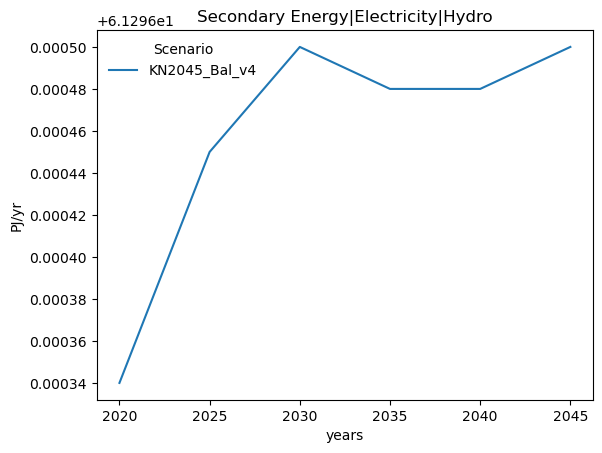 Secondary Energy|Electricity|Hydro
+6.1296e1
Scenario
KN2045_Bal_v4
0.00050
0.00048
0.00046
0.00044
0.00042
0.00040
0.00038
0.00036
0.00034
PJ/yr
2020 2025 2030 2035 2040 2045
years